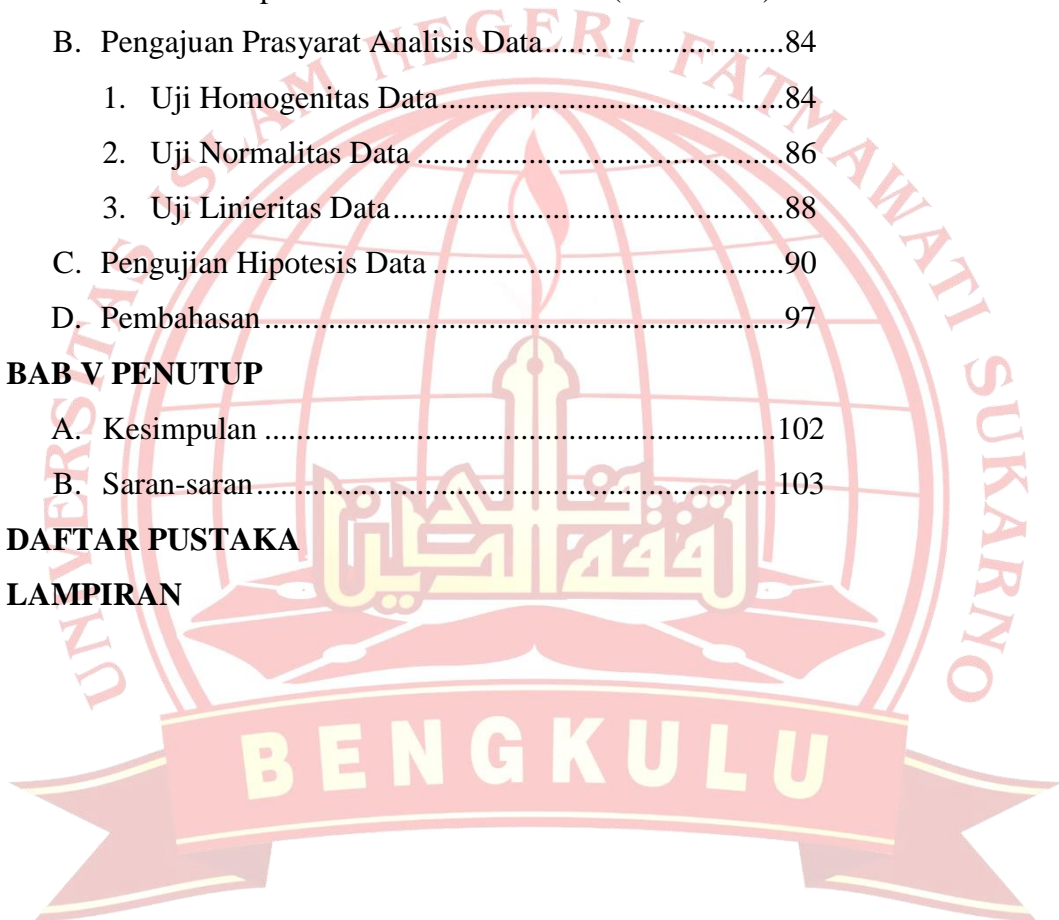 B. Pengajuan Prasyarat Analisis Data...............................84
1. Uji Homogenitas Data............................................84
2. Uji Normalitas Data ...............................................86
3. Uji Linieritas Data..................................................88
C. Pengujian Hipotesis Data .............................................90
D. Pembahasan..................................................................97
BAB V PENUTUP
A. Kesimpulan .................................................................102
B. Saran-saran..................................................................103
DAFTAR PUSTAKA
LAMPIRAN
UNIVERSITAS ISLAM NEGERI FATMAWATI SUKARNO
BENGKULU